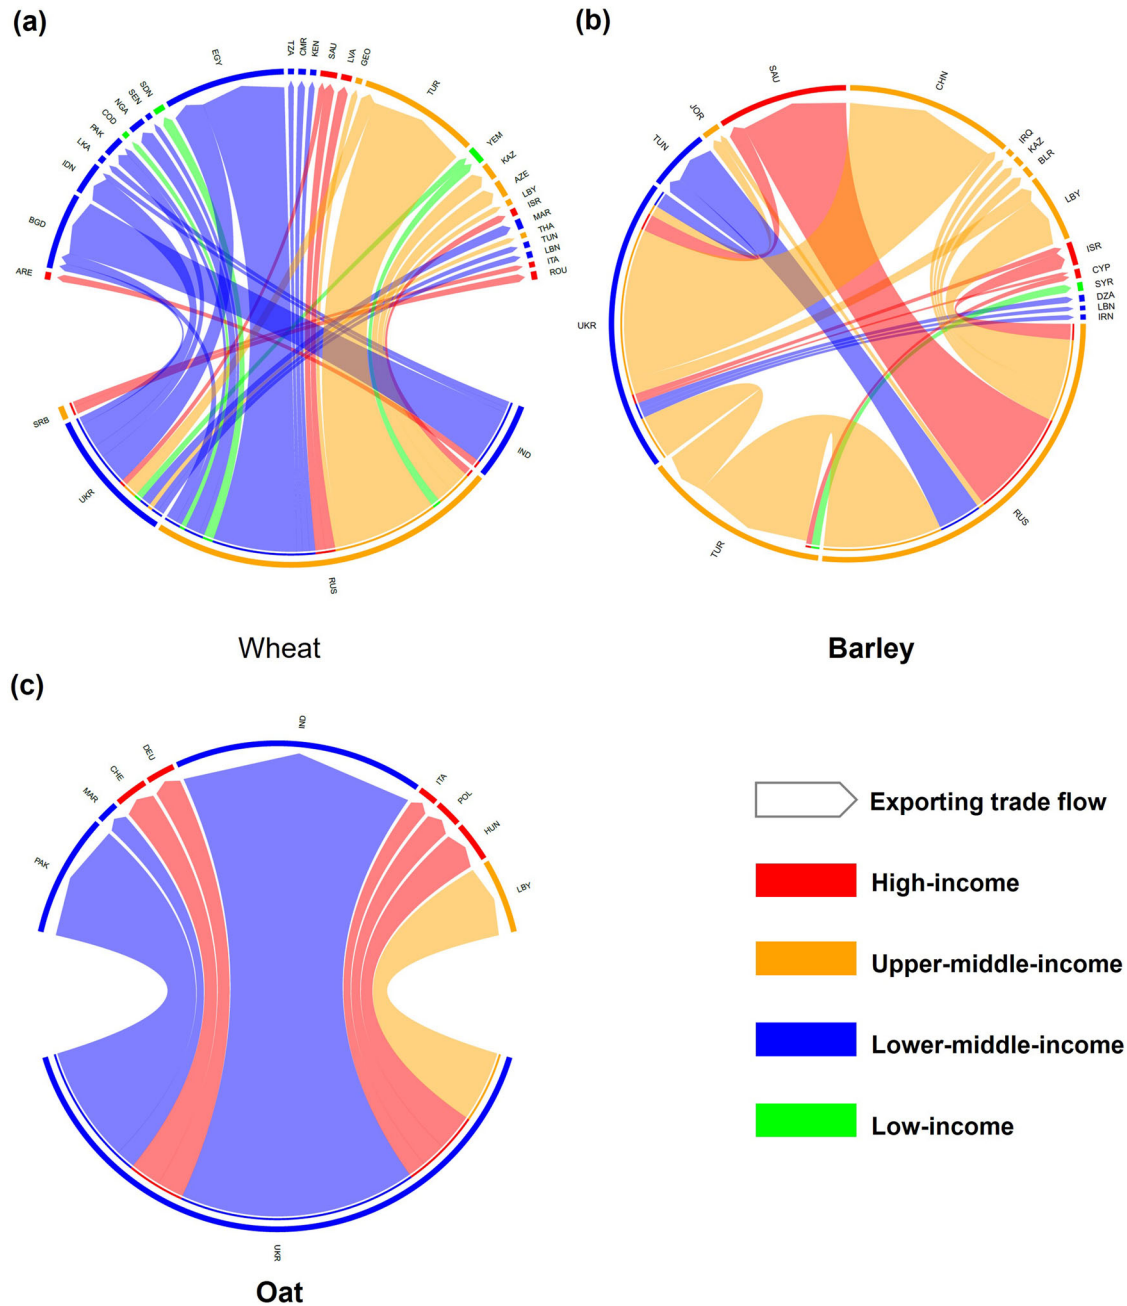 (a)
ARE
BGD
IDN
LKA
PAK
COD
NGA
SEN
SDN
EGY
TZA
CMR
KEN
SAU
LVA
GEO
TUR
YEM
KAZ
AZE
LBY
ISR
MAR
THA
TUN
LBN
ITA
ROU
SRB
UKR
RUS
IND
Wheat
(b)
UKR
TUN
JOR
SAU
CHN
IRQ
KAZ
BLR
LBY
ISR
CYP
SYR
DZA
LBN
IRN
RUS
TUR
Barley
(c)
PAK
MAR
CHE
DEU
IND
ITA
POL
HUN
LBY
UKR
Oat
Exporting trade flow
High-income
Upper-middle-income
Lower-middle-income
Low-income